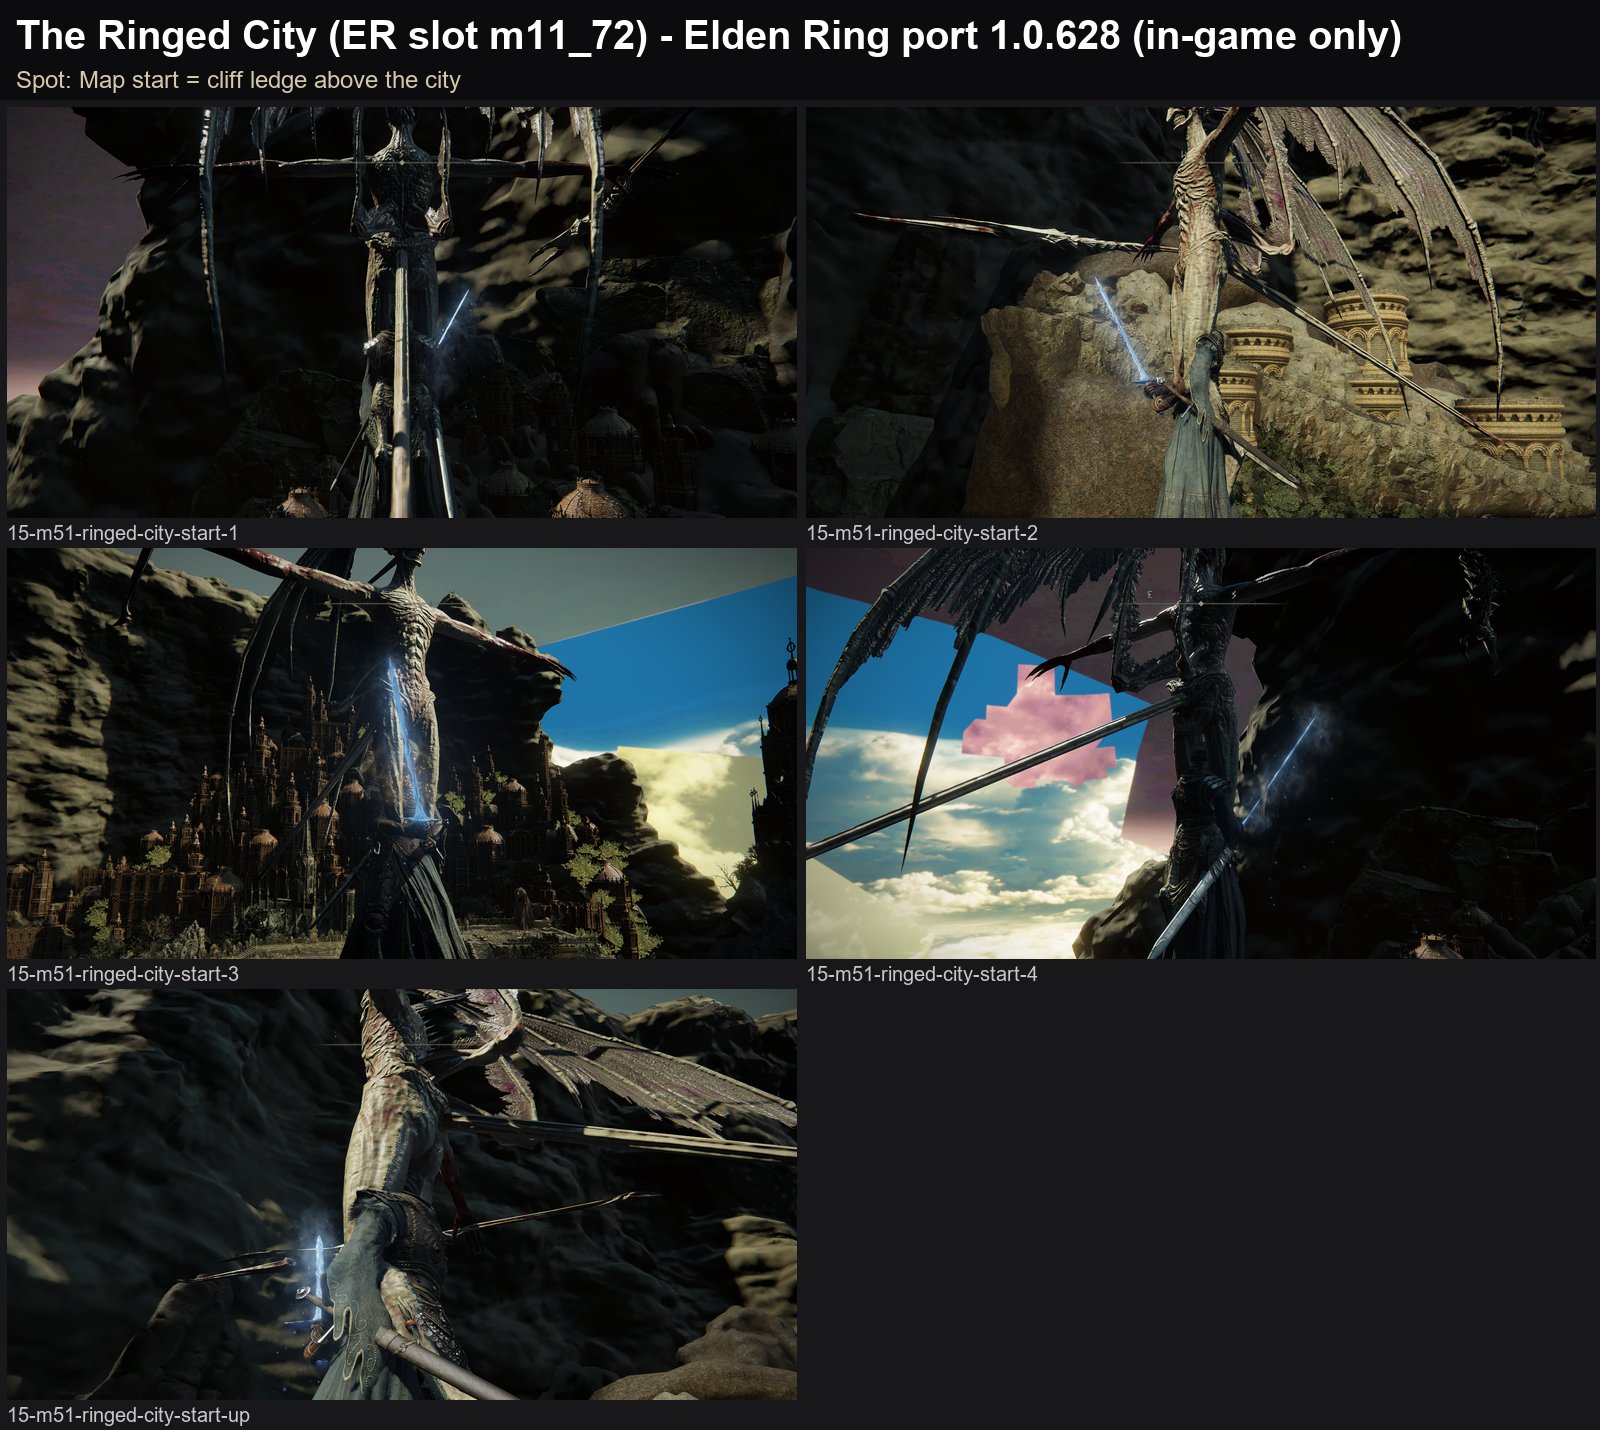 The Ringed City (ER slot m11_72) - Elden Ring port 1.0.628 (in-game only)
Spot: Map start = cliff ledge above the city
15-m51-ringed-city-start-1
15-m51-ringed-city-start-2
E S
15-m51-ringed-city-start-3
15-m51-ringed-city-start-4
15-m51-ringed-city-start-up